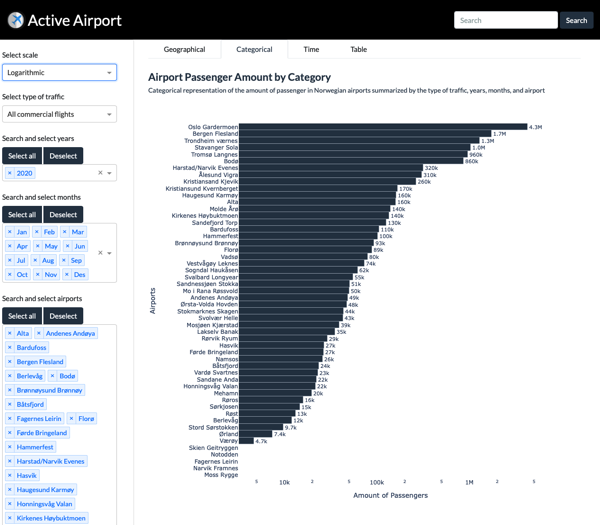 Active Airport
Search
Search
Select scale
Logarithmic
Select type of traffic
All commercial flights
Search and select years
Select all Deselect
× 2020
Search and select months
Select all Deselect
× Jan × Feb × Mar
× Apr × May × Jun
× Jul × Aug × Sep
× Oct × Nov × Des
Search and select airports
Select all Deselect
× Alta × Andenes Andøya
× Bardufoss
× Bergen Flesland
× Berlevåg × Bodø
× Brønnøysund Brønnøy
× Båtsfjord
× Fagernes Leirin × Florø
× Førde Bringeland
× Hammerfest
× Harstad/Narvik Evenes
× Hasvik
× Haugesund Karmøy
× Honningsvåg Valan
× Kirkenes Høybuktmoen
Geographical Categorical Time Table
Airport Passenger Amount by Category
Categorical representation of the amount of passenger in Norwegian airports summarized by the type of traffic, years, months, and airport
Airports
Oslo Gardermoen 4.3M
Bergen Flesland 1.7M
Trondheim værnes 1.3M
Stavanger Sola 1.0M
Tromsø Langnes 960k
Bodø 860k
Harstad/Narvik Evenes 320k
Ålesund Vigra 310k
Kristiansand Kjevik 260k
Kristiansund Kvernberget 170k
Haugesund Karmøy 160k
Alta 160k
Molde Årø 140k
Kirkenes Høybuktmoen 140k
Sandefjord Torp 130k
Bardufoss 110k
Hammerfest 100k
Brønnøysund Brønnøy 93k
Florø 89k
Vadsø 80k
Vestvågøy Leknes 74k
Sogndal Haukåsen 62k
Svalbard Longyear 55k
Sandnessjøen Stokka 51k
Mo i Rana Røssvold 50k
Andenes Andøya 49k
Ørsta-Volda Hovden 48k
Stokmarknes Skagen 44k
Svolvær Helle 43k
Mosjøen Kjærstad 39k
Lakselv Banak 35k
Rørvik Ryum 29k
Hasvik 27k
Førde Bringeland 27k
Namsos 26k
Båtsfjord 24k
Vardø Svartnes 23k
Sandane Anda 22k
Honningsvåg Valan 22k
Mehamn 20k
Røros 16k
Sørkjosen 15k
Røst 13k
Berlevåg 12k
Stord Sørstokken 9.7k
Ørland 7.4k
Værøy 4.7k
Skien Geitryggen
Notodden
Fagernes Leirin
Narvik Framnes
Moss Rygge
5 10k 2 5 100k 2 5 1M 2 5
Amount of Passengers